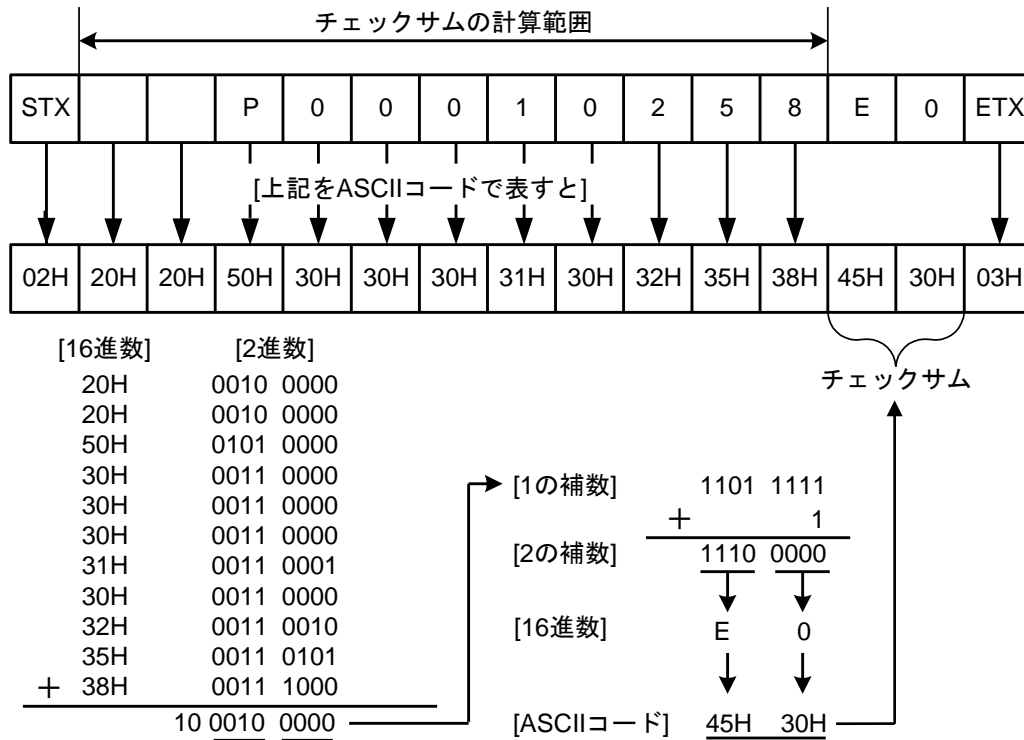 チェックサムの計算範囲
STX P 0 0 0 1 0 2 5 8 E 0 ETX
[上記をASCIIコードで表すと]
02H 20H 20H 50H 30H 30H 30H 31H 30H 32H 35H 38H 45H 30H 03H
チェックサム
[16進数] [2進数]
20H 0010 0000
20H 0010 0000
50H 0101 0000
30H 0011 0000
30H 0011 0000
30H 0011 0000
31H 0011 0001
30H 0011 0000
32H 0011 0010
35H 0011 0101
+ 38H 0011 1000
10 0010 0000
[1の補数] 1101 1111
+ 1
[2の補数] 1110 0000
[16進数] E 0
[ASCIIコード] 45H 30H